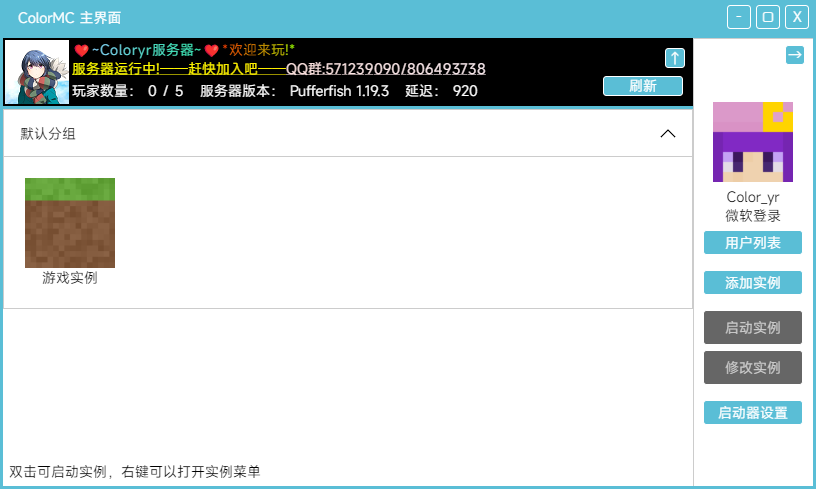 ColorMC 主界面
- X
❤️~Coloryr服务器~❤️*欢迎来玩!*
服务器运行中!——赶快加入吧——QQ群:571239090/806493738
玩家数量： 0 / 5 服务器版本： Pufferfish 1.19.3 延迟： 920
↑
刷新
默认分组
游戏实例
双击可启动实例，右键可以打开实例菜单
→
Color_yr
微软登录
用户列表
添加实例
启动实例
修改实例
启动器设置